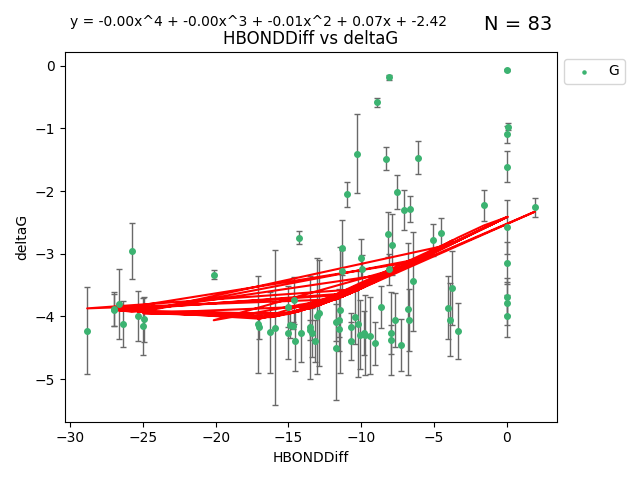 y = -0.00x^4 + -0.00x^3 + -0.01x^2 + 0.07x + -2.42
N = 83
HBONDDiff vs deltaG
G
deltaG
0
−1
−2
−3
−4
−5
−30 −25 −20 −15 −10 −5 0
HBONDDiff